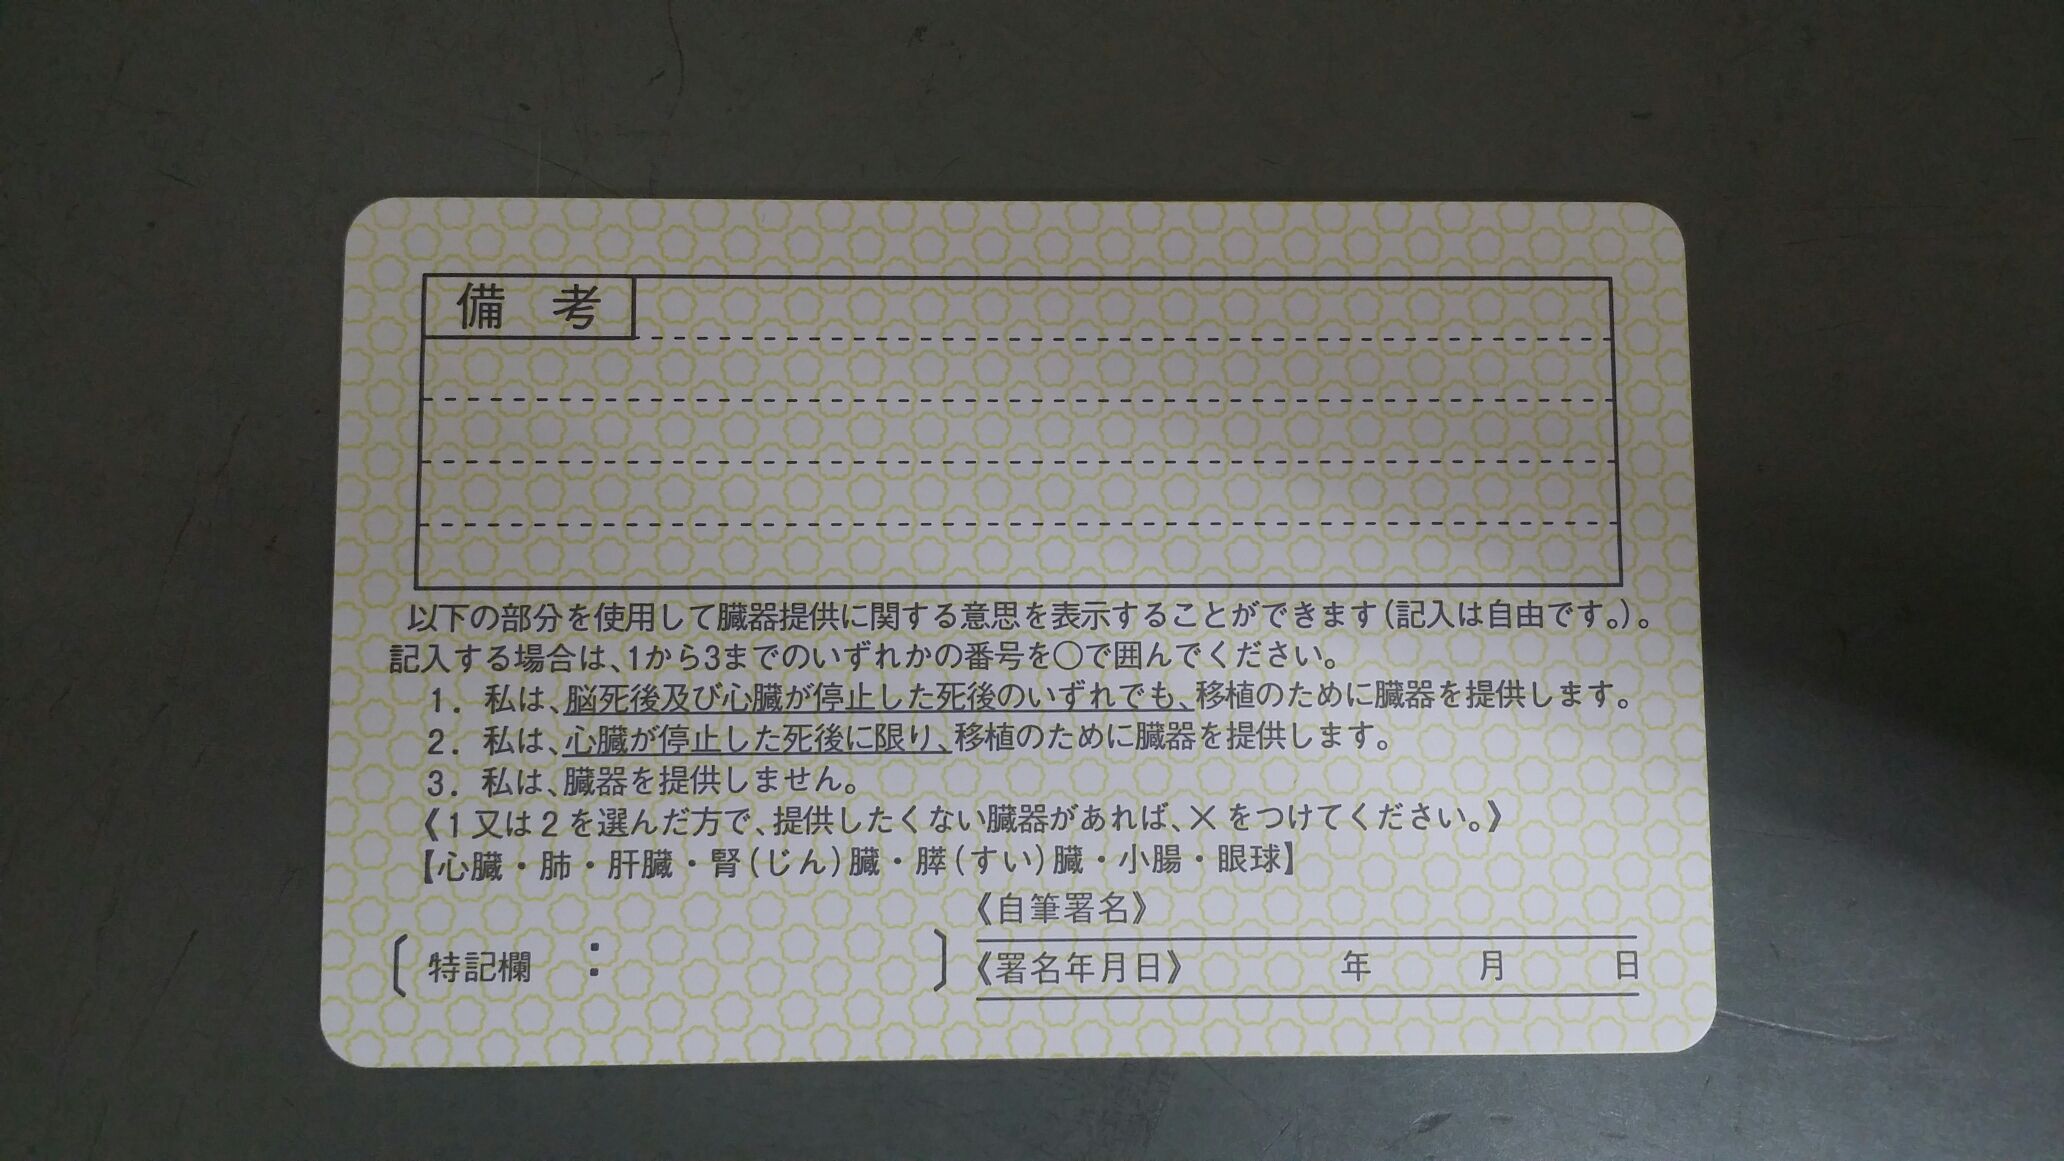 備 考
以下の部分を使用して臓器提供に関する意思を表示することができます(記入は自由です。)。
記入する場合は、1から3までのいずれかの番号を○で囲んでください。
1. 私は、脳死後及び心臓が停止した死後のいずれでも、移植のために臓器を提供します。
2. 私は、心臓が停止した死後に限り、移植のために臓器を提供します。
3. 私は、臓器を提供しません。
《1又は2を選んだ方で、提供したくない臓器があれば、×をつけてください。》
【心臓・肺・肝臓・腎(じん)臓・膵(すい)臓・小腸・眼球】
《自筆署名》
〔特記欄 : 〕
《署名年月日》 年 月 日